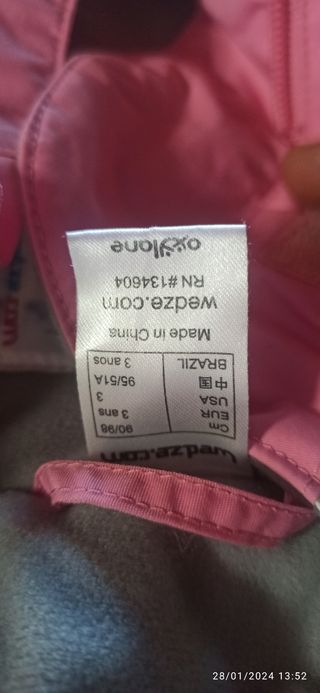 wedze.com
Cm 90/98
EUR 3 ans
USA 3
中国 95/51A
BRAZIL 3 anos
Made in China
wedze.com
RN #134604
oxylane
28/01/2024 13:52